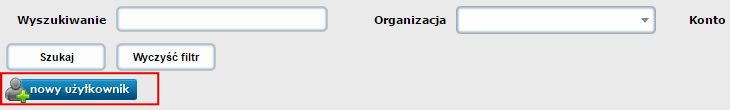 Wyszukiwanie Organizacja Konto
Szukaj Wyczyść filtr
nowy użytkownik